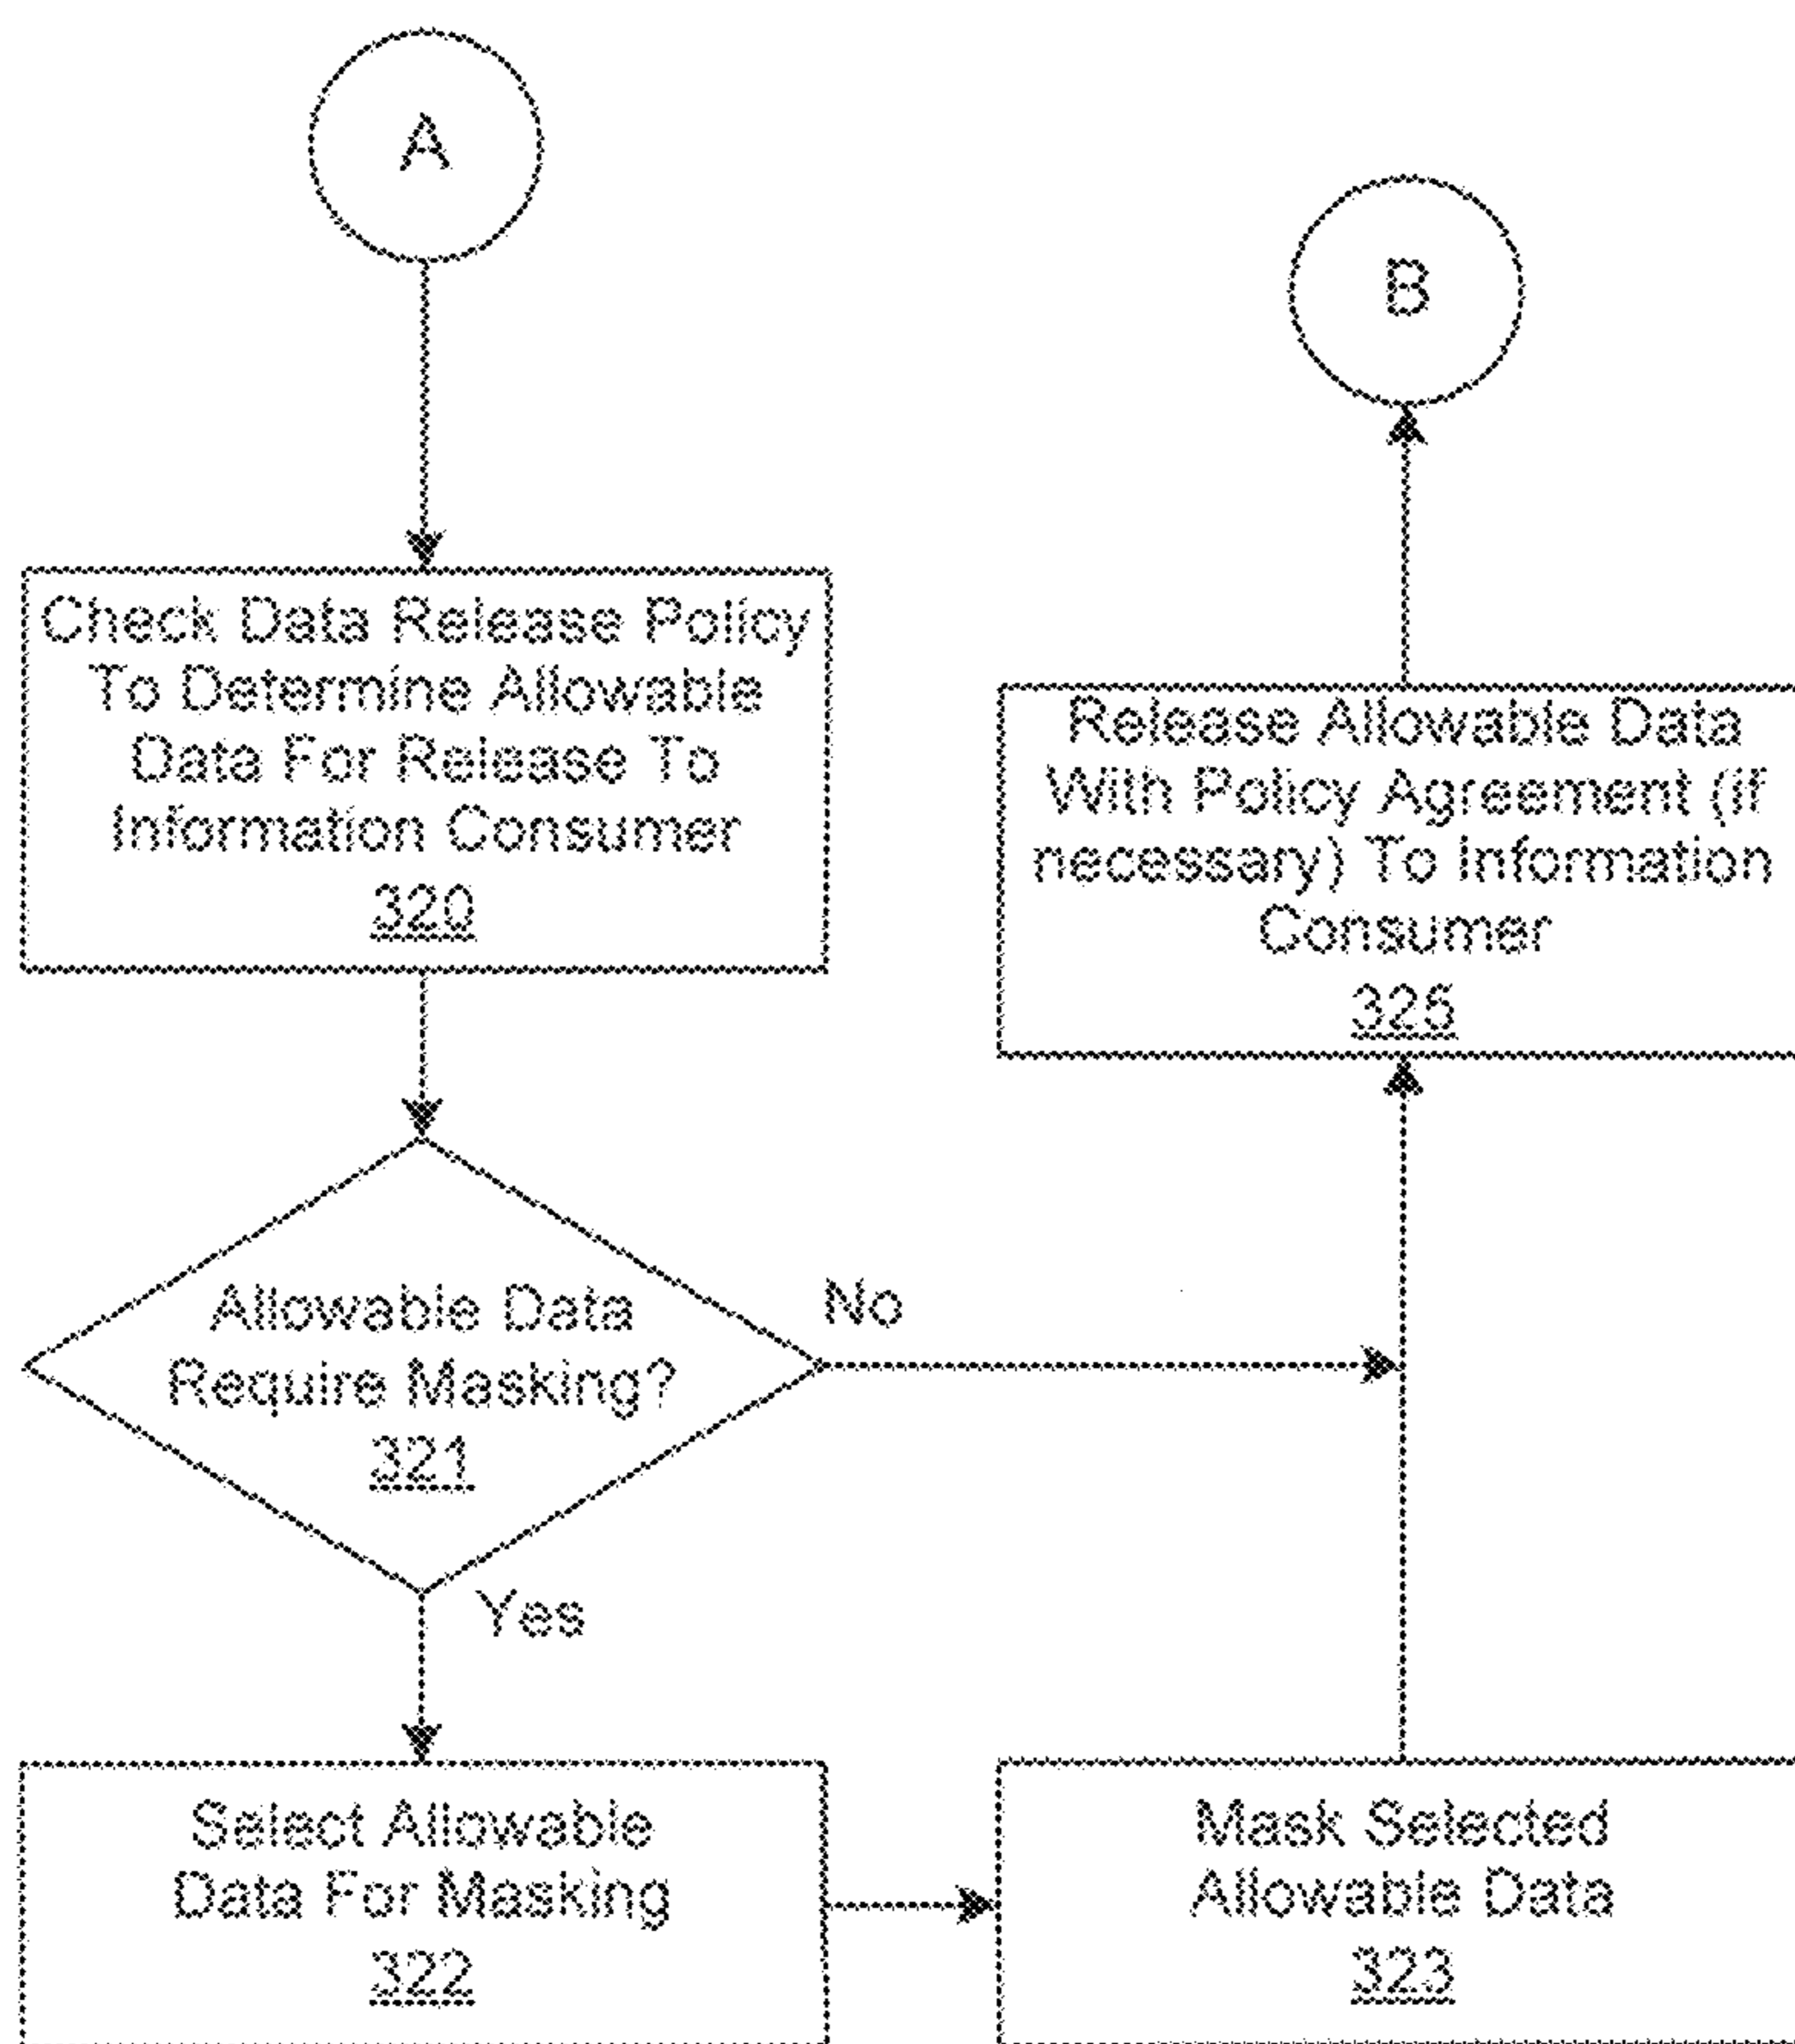 A
Check Data Release Policy
To Determine Allowable
Data For Release To
Information Consumer
320
Allowable Data
Require Masking?
321
No
Yes
Select Allowable
Data For Masking
322
Mask Selected
Allowable Data
323
Release Allowable Data
With Policy Agreement (if
necessary) To Information
Consumer
325
B